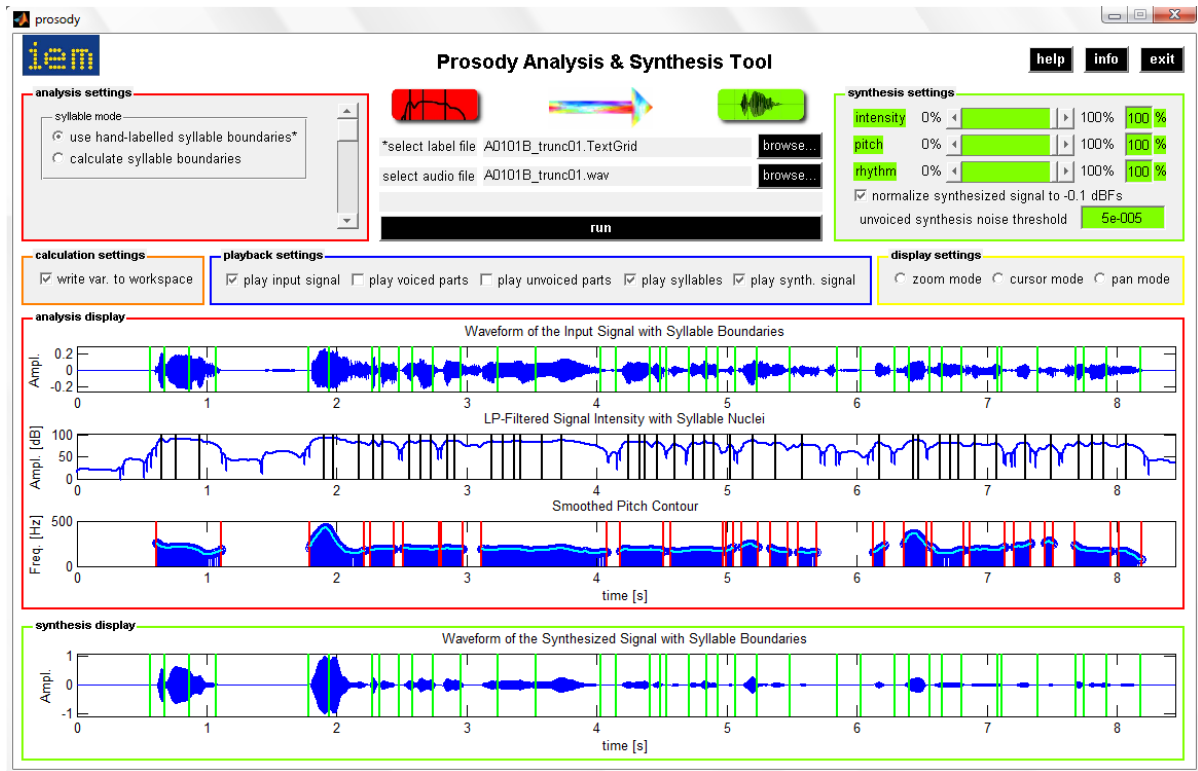 prosody
iem
Prosody Analysis & Synthesis Tool
help info exit
analysis settings
syllable mode
use hand-labelled syllable boundaries*
calculate syllable boundaries
*select label file A0101B_trunc01.TextGrid browse...
select audio file A0101B_trunc01.wav browse...
run
synthesis settings
intensity 0% 100% 100 %
pitch 0% 100% 100 %
rhythm 0% 100% 100 %
normalize synthesized signal to -0.1 dBFs
unvoiced synthesis noise threshold 5e-005
calculation settings
write var. to workspace
playback settings
play input signal play voiced parts play unvoiced parts play syllables play synth. signal
display settings
zoom mode cursor mode pan mode
analysis display
Waveform of the Input Signal with Syllable Boundaries
Ampl.
0.2
0
-0.2
0 1 2 3 4 5 6 7 8
LP-Filtered Signal Intensity with Syllable Nuclei
Ampl. [dB]
100
50
0
0 1 2 3 4 5 6 7 8
Smoothed Pitch Contour
Freq. [Hz]
500
0
0 1 2 3 4 5 6 7 8
time [s]
synthesis display
Waveform of the Synthesized Signal with Syllable Boundaries
Ampl.
1
0
-1
0 1 2 3 4 5 6 7 8
time [s]